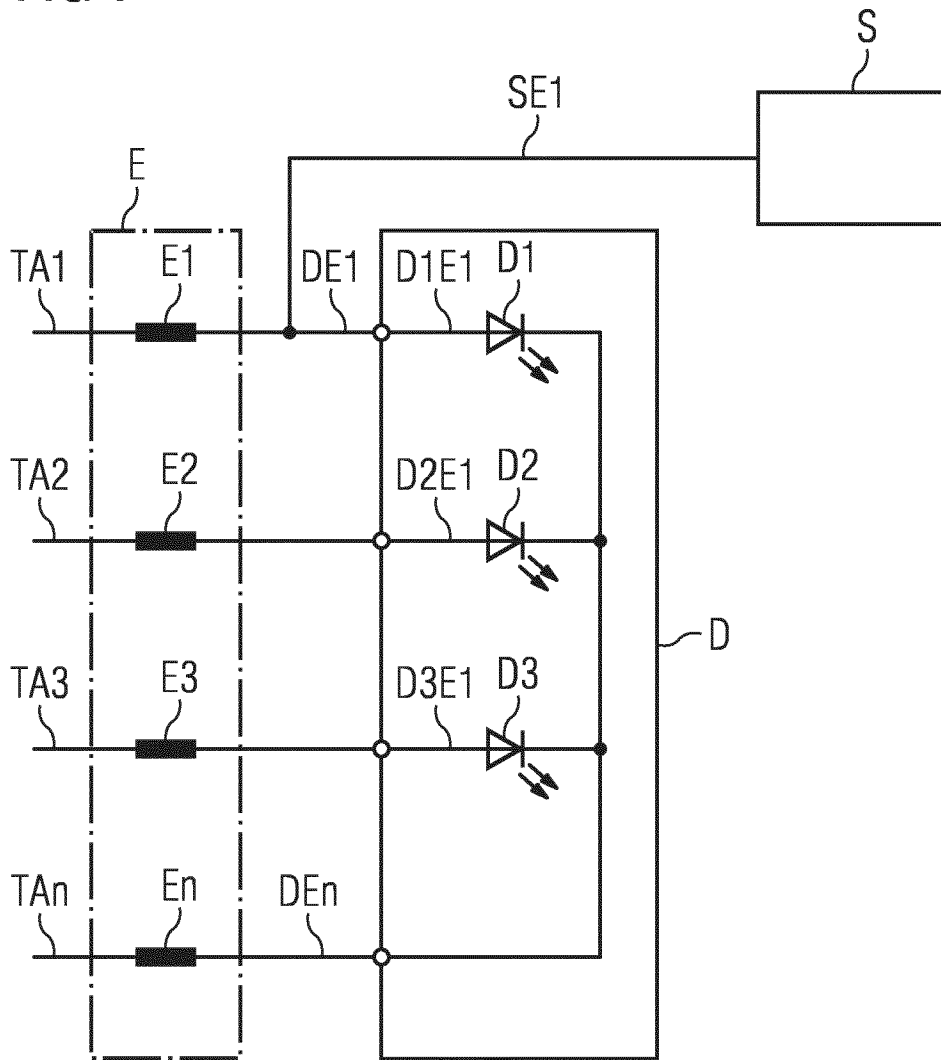 S
SE1
E
TA1 E1 DE1 D1E1 D1
TA2 E2 D2E1 D2
D
TA3 E3 D3E1 D3
TAn En DEn